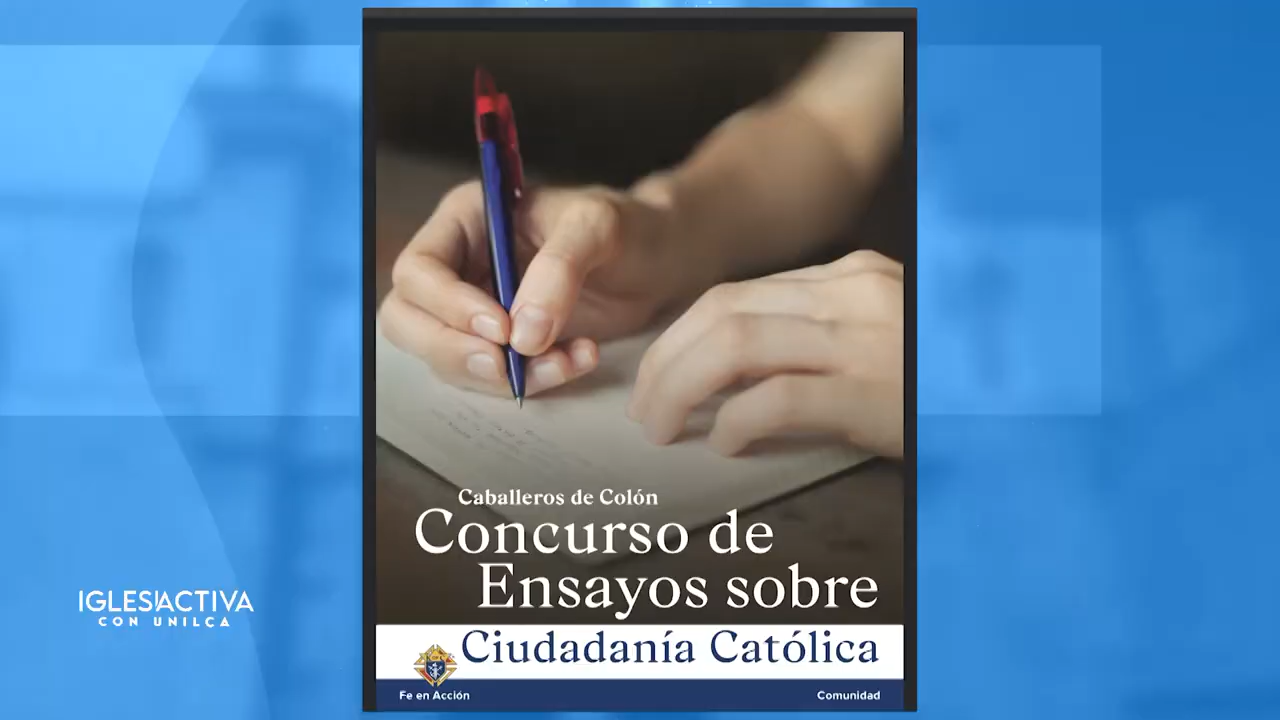 Caballeros de Colón
Concurso de
Ensayos sobre
Ciudadanía Católica
Fe en Acción
Comunidad
IGLESIACTIVA
CON UNILCA